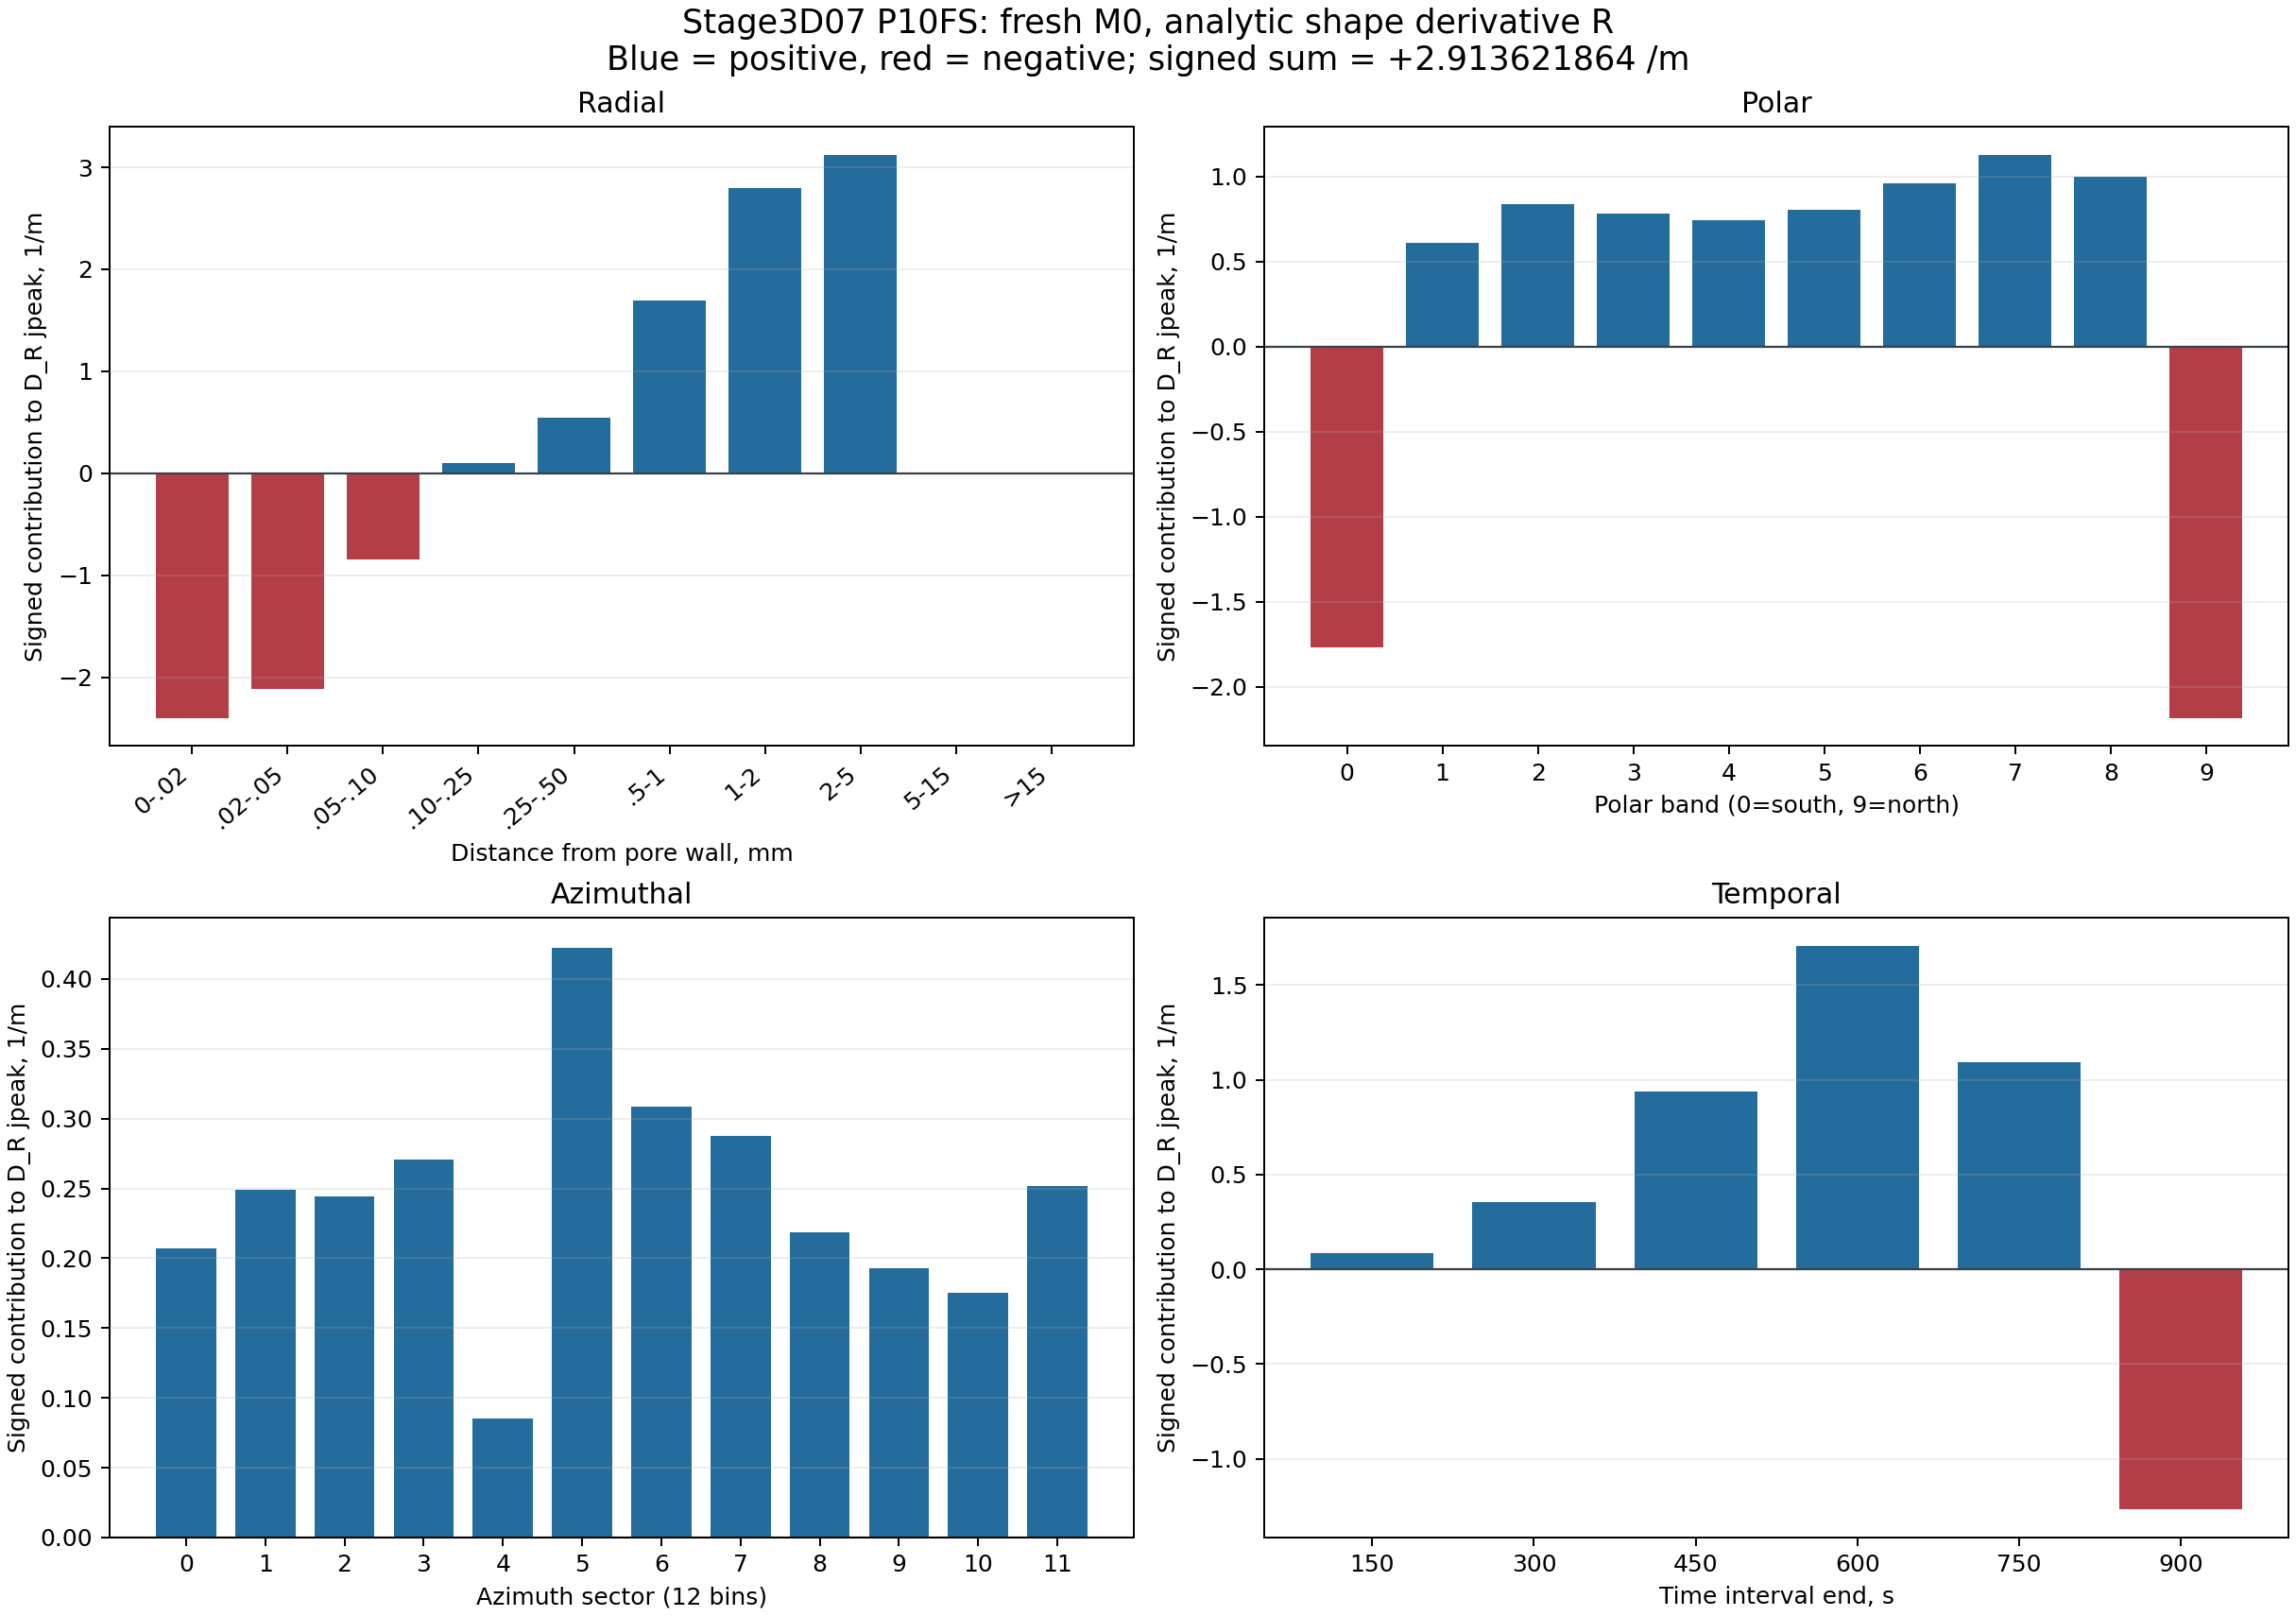 Stage3D07 P10FS: fresh M0, analytic shape derivative R
Blue = positive, red = negative; signed sum = +2.913621864 /m
Radial
Signed contribution to D_R jpeak, 1/m
3
2
1
0
−1
−2
0-.02
.02-.05
.05-.10
.10-.25
.25-.50
.5-1
1-2
2-5
5-15
>15
Distance from pore wall, mm
Polar
Signed contribution to D_R jpeak, 1/m
1.0
0.5
0.0
−0.5
−1.0
−1.5
−2.0
0 1 2 3 4 5 6 7 8 9
Polar band (0=south, 9=north)
Azimuthal
Signed contribution to D_R jpeak, 1/m
0.40
0.35
0.30
0.25
0.20
0.15
0.10
0.05
0.00
0 1 2 3 4 5 6 7 8 9 10 11
Azimuth sector (12 bins)
Temporal
Signed contribution to D_R jpeak, 1/m
1.5
1.0
0.5
0.0
−0.5
−1.0
150 300 450 600 750 900
Time interval end, s